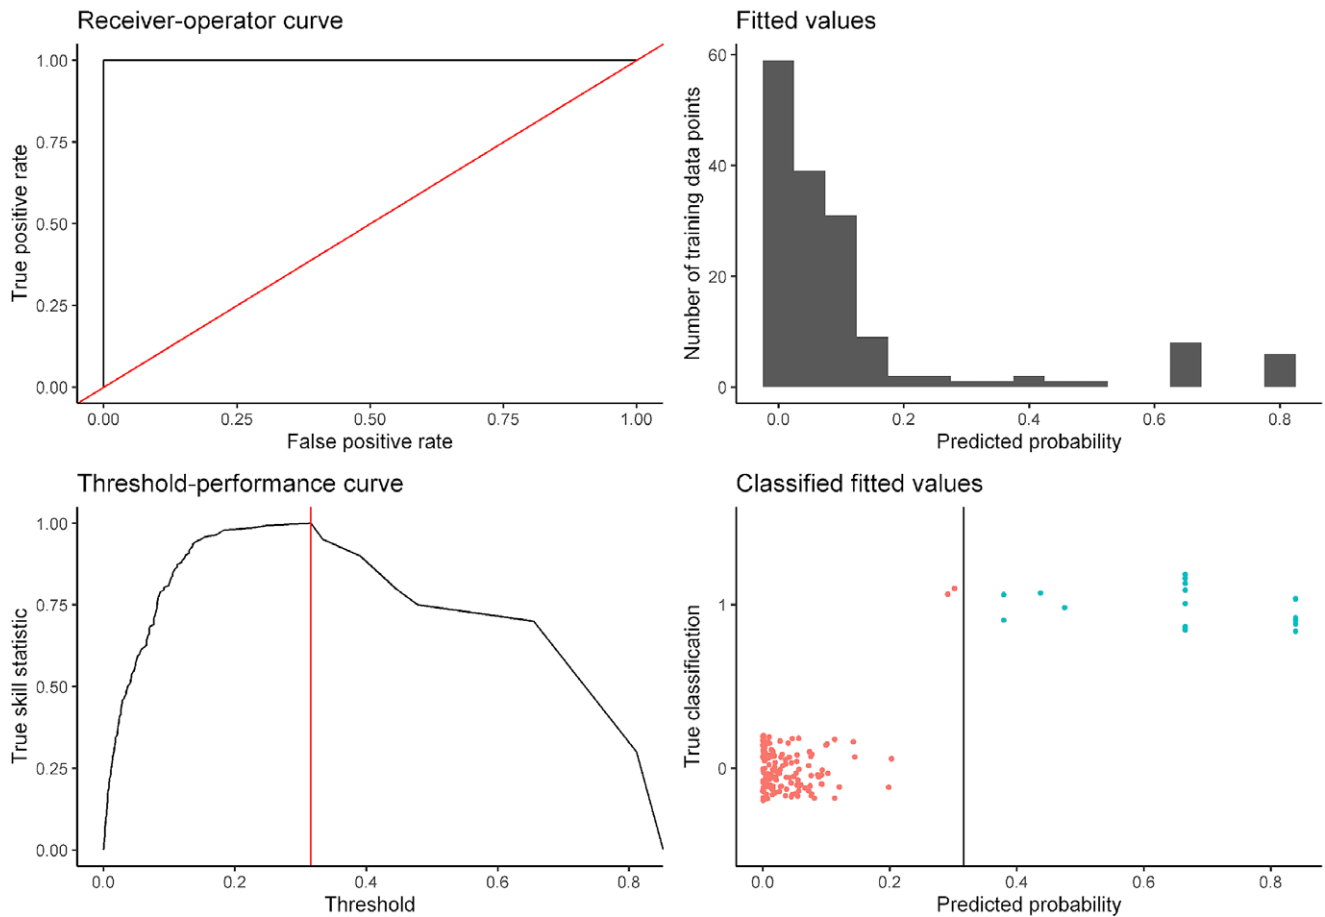 Receiver-operator curve
1.00
0.75
0.50
0.25
0.00
True positive rate
0.00 0.25 0.50 0.75 1.00
False positive rate
Fitted values
60
40
20
0
Number of training data points
0.0 0.2 0.4 0.6 0.8
Predicted probability
Threshold-performance curve
1.00
0.75
0.50
0.25
0.00
True skill statistic
0.0 0.2 0.4 0.6 0.8
Threshold
Classified fitted values
1
0
True classification
0.0 0.2 0.4 0.6 0.8
Predicted probability